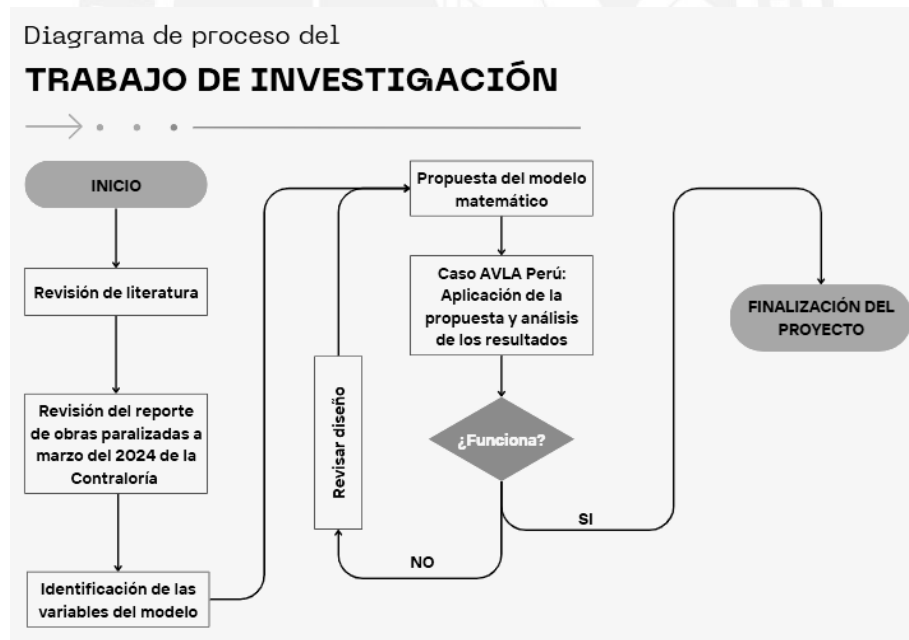 Diagrama de proceso del
TRABAJO DE INVESTIGACIÓN
INICIO
Revisión de literatura
Revisión del reporte
de obras paralizadas a
marzo del 2024 de la
Contraloría
Identificación de las
variables del modelo
Propuesta del modelo
matemático
Caso AVLA Perú:
Aplicación de la
propuesta y análisis
de los resultados
¿Funciona?
Revisar diseño
NO
SI
FINALIZACIÓN DEL
PROYECTO